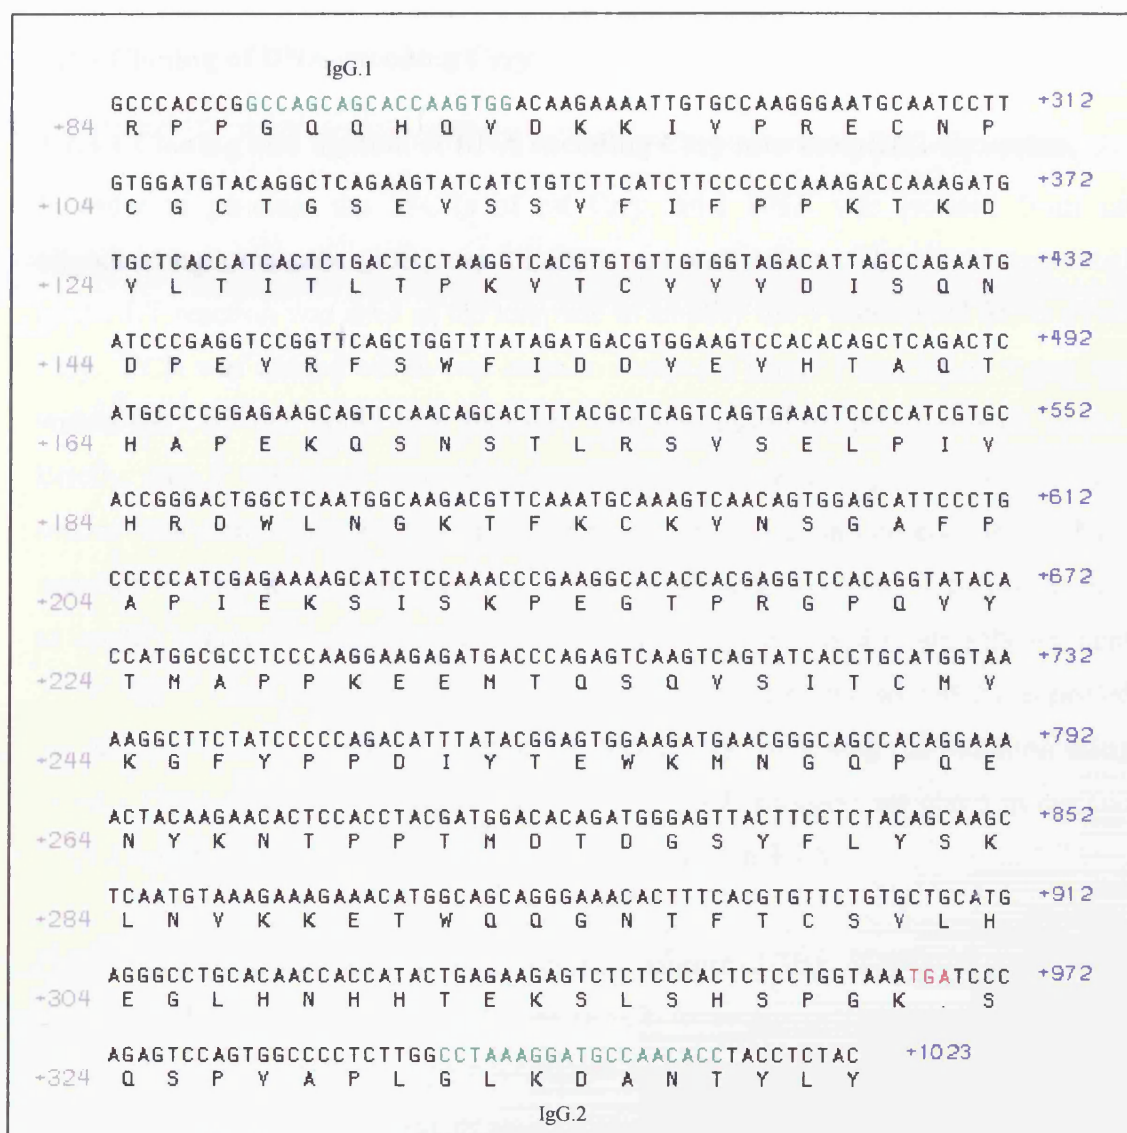 IgG.1
GCCCACCCGGCCAGCAGCACCAAGTGGACAAGAAAATTGTGCCAAGGGAATGCAATCCTT +312
+84 R P P G Q Q H Q V D K K I V P R E C N P
GTGGATGTACAGGCTCAGAAGTATCATCTGTCTTCATCTTCCCCCCAAAGACCAAAGATG +372
+104 C G C T G S E V S S V F I F P P K T K D
TGCTCACCATCACTCTGACTCCTAAGGTCACGTGTGTTGTGGTAGACATTAGCCAGAATG +432
+124 V L T I T L T P K V T C V V V D I S Q N
ATCCCGAGGTCCGGTTCAGCTGGTTTATAGATGACGTGGAAGTCCACACAGCTCAGACTC +492
+144 D P E V R F S W F I D D V E V H T A Q T
ATGCCCCGGAGAAGCAGTCCAACAGCACTTTACGCTCAGTCAGTGAACTCCCCATCGTGC +552
+164 H A P E K Q S N S T L R S V S E L P I V
ACCGGGACTGGCTCAATGGCAAGACGTTCAAATGCAAAGTCAACAGTGGAGCATTCCCTG +612
+184 H R D W L N G K T F K C K V N S G A F P
CCCCCATCGAGAAAAGCATCTCCAAACCCGAAGGCACACCACGAGGTCCACAGGTATACA +672
+204 A P I E K S I S K P E G T P R G P Q V Y
CCATGGCGCCTCCCAAGGAAGAGATGACCCAGAGTCAAGTCAGTATCACCTGCATGGTAA +732
+224 T M A P P K E E M T Q S Q V S I T C M V
AAGGCTTCTATCCCCCAGACATTTATACGGAGTGGAAGATGAACGGGCAGCCACAGGAAA +792
+244 K G F Y P P D I Y T E W K M N G Q P Q E
ACTACAAGAACACTCCACCTACGATGGACACAGATGGGAGTTACTTCCTCTACAGCAAGC +852
+264 N Y K N T P P T M D T D G S Y F L Y S K
TCAATGTAAAGAAAGAAACATGGCAGCAGGGAAACACTTTCACGTGTTCTGTGCTGCATG +912
+284 L N V K K E T W Q Q G N T F T C S V L H
AGGGCCTGCACAACCACCATACTGAGAAGAGTCTCTCCCACTCTCCTGGTAAATGATCCC +972
+304 E G L H N H H T E K S L S H S P G K . S
AGAGTCCAGTGGCCCCTCTTGGCCTAAAGGATGCCAACACCTACCTCTAC +1023
+324 Q S P V A P L G L K D A N T Y L Y
IgG.2